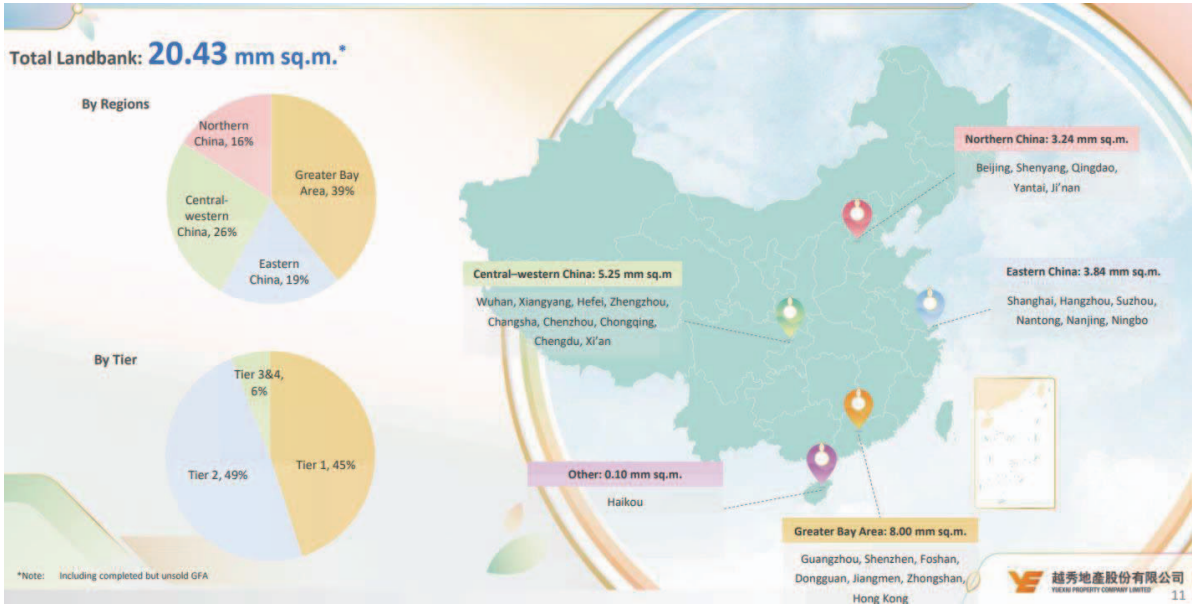 Total Landbank: 20.43 mm sq.m.*
By Regions
Northern
China, 16%
Greater Bay
Area, 39%
Central-
western
China, 26%
Eastern
China, 19%
By Tier
Tier 3&4,
6%
Tier 2, 49%
Tier 1, 45%
*Note: Including completed but unsold GFA
Northern China: 3.24 mm sq.m.
Beijing, Shenyang, Qingdao,
Yantai, Ji'nan
Central–western China: 5.25 mm sq.m
Wuhan, Xiangyang, Hefei, Zhengzhou,
Changsha, Chenzhou, Chongqing,
Chengdu, Xi'an
Eastern China: 3.84 mm sq.m.
Shanghai, Hangzhou, Suzhou,
Nantong, Nanjing, Ningbo
Other: 0.10 mm sq.m.
Haikou
Greater Bay Area: 8.00 mm sq.m.
Guangzhou, Shenzhen, Foshan,
Dongguan, Jiangmen, Zhongshan,
Hong Kong
越秀地產股份有限公司
YUEXIU PROPERTY COMPANY LIMITED
11